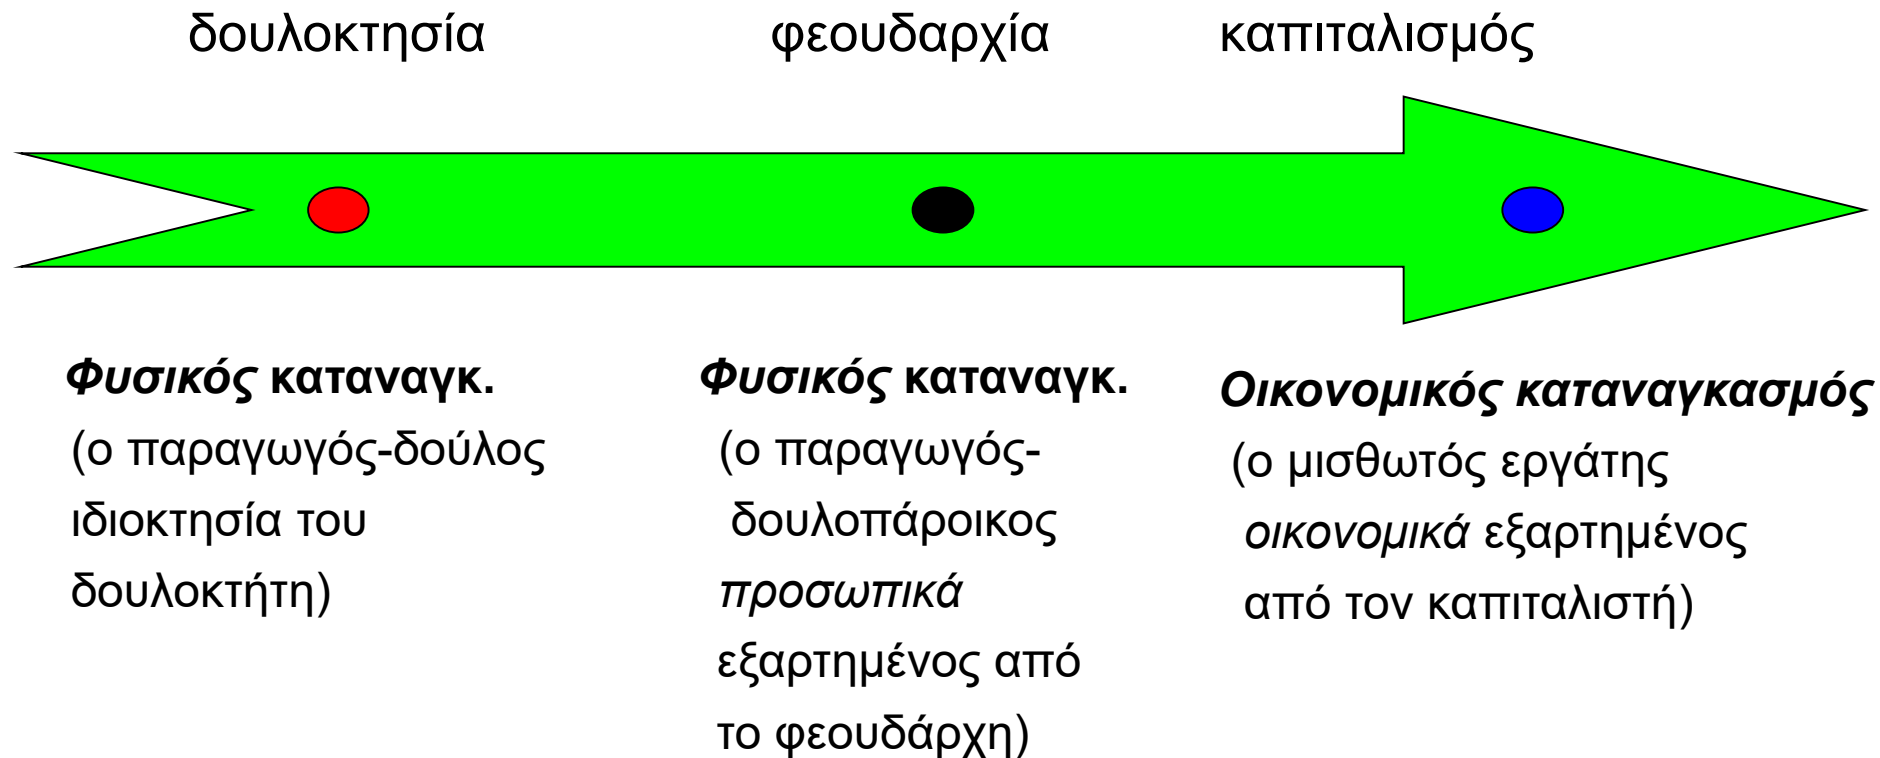 δουλοκτησία φεουδαρχία καπιταλισμός
Φυσικός καταναγκ.
(ο παραγωγός-δούλος
ιδιοκτησία του
δουλοκτήτη)
Φυσικός καταναγκ.
(ο παραγωγός-
δουλοπάροικος
προσωπικά
εξαρτημένος από
το φεουδάρχη)
Οικονομικός καταναγκασμός
(ο μισθωτός εργάτης
οικονομικά εξαρτημένος
από τον καπιταλιστή)